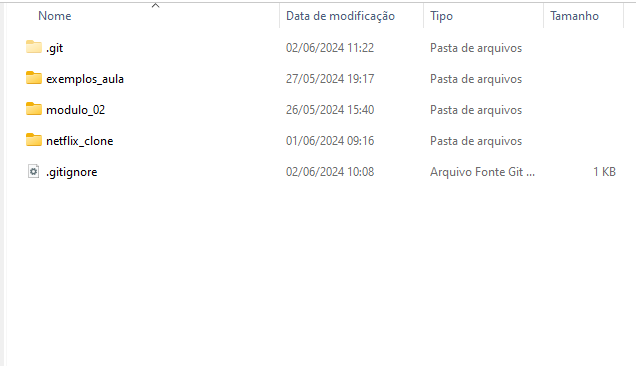 Nome Data de modificação Tipo Tamanho
.git 02/06/2024 11:22 Pasta de arquivos
exemplos_aula 27/05/2024 19:17 Pasta de arquivos
modulo_02 26/05/2024 15:40 Pasta de arquivos
netflix_clone 01/06/2024 09:16 Pasta de arquivos
.gitignore 02/06/2024 10:08 Arquivo Fonte Git ... 1 KB